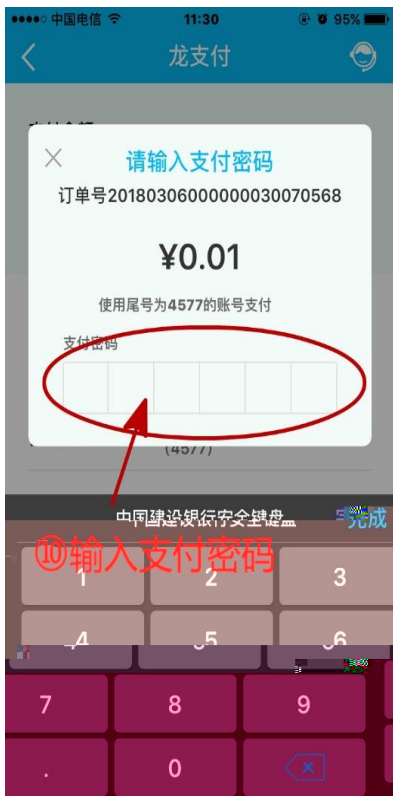 中国电信 11:30 95%
龙支付
请输入支付密码
订单号20180306000000030070568
¥0.01
使用尾号为4577的账号支付
支付密码
(4577)
中国建设银行安全键盘 完成
⑩输入支付密码
1 2 3
4 5 6
7 8 9
. 0